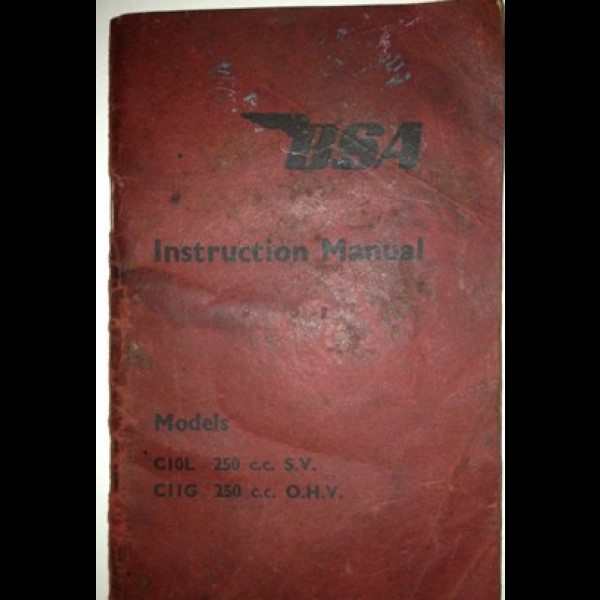 BSA
Instruction Manual
Models
C10L 250 c.c. S.V.
C11G 250 c.c. O.H.V.